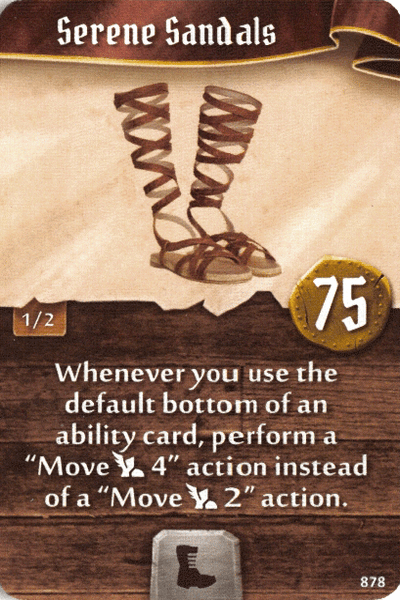 Serene Sandals
75
1/2
Whenever you use the
default bottom of an
ability card, perform a
“Move 4” action instead
of a “Move 2” action.
878